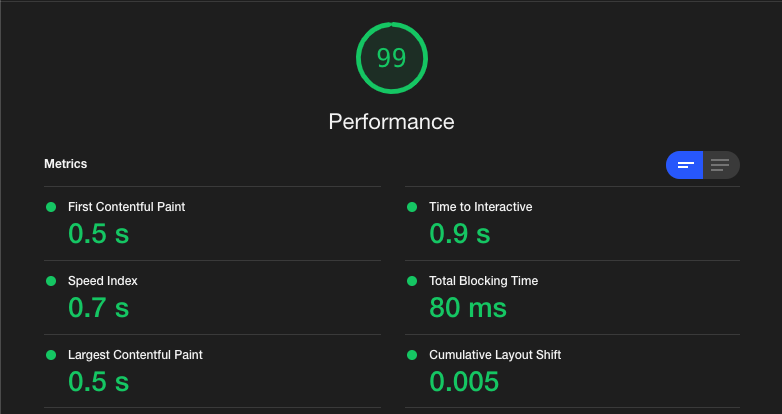 99
Performance
Metrics
First Contentful Paint
0.5 s
Time to Interactive
0.9 s
Speed Index
0.7 s
Total Blocking Time
80 ms
Largest Contentful Paint
0.5 s
Cumulative Layout Shift
0.005